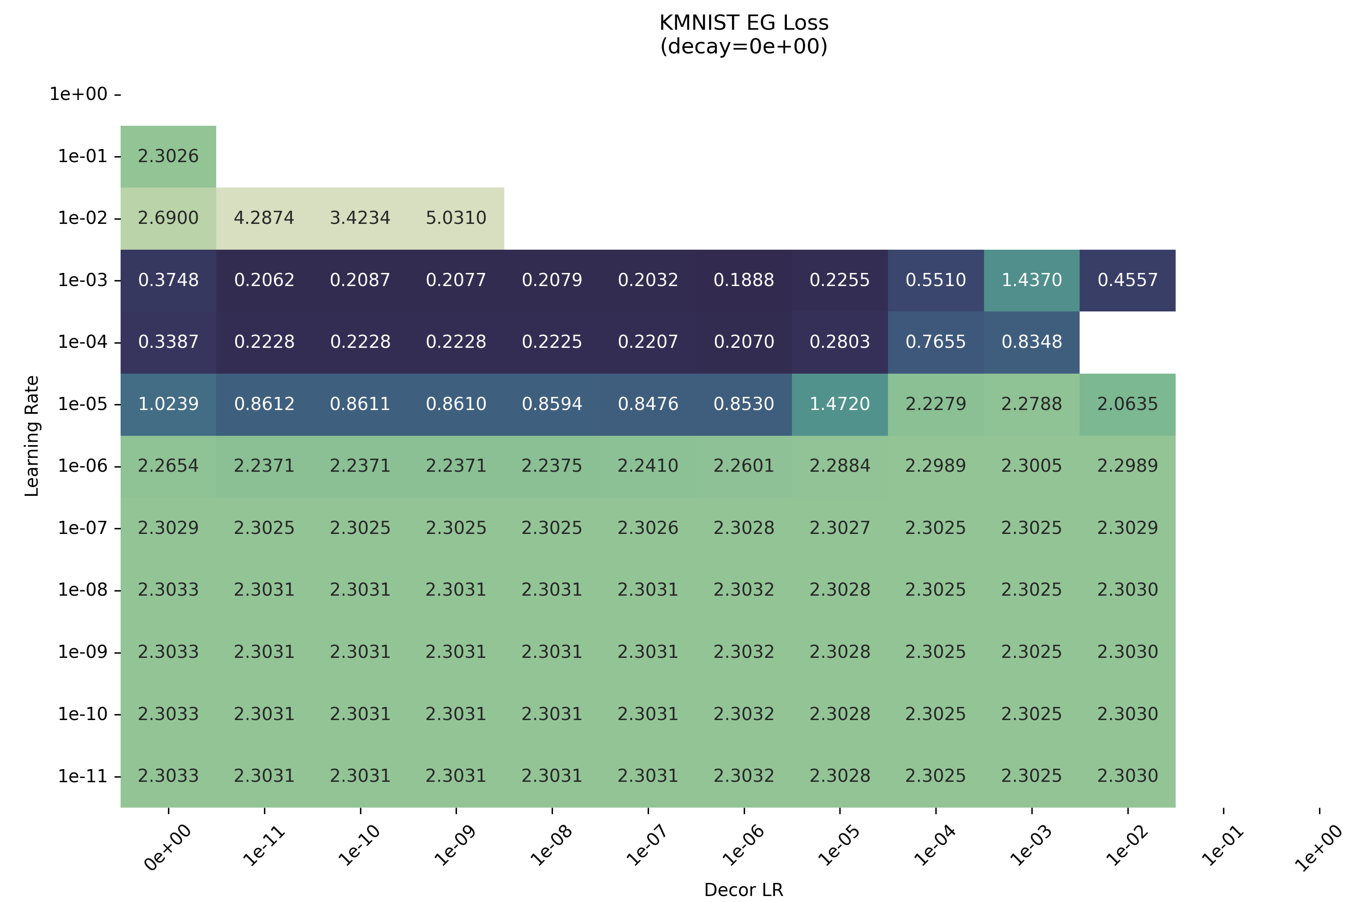 KMNIST EG Loss
(decay=0e+00)
1e+00
1e-01 2.3026
1e-02 2.6900 4.2874 3.4234 5.0310
1e-03 0.3748 0.2062 0.2087 0.2077 0.2079 0.2032 0.1888 0.2255 0.5510 1.4370 0.4557
1e-04 0.3387 0.2228 0.2228 0.2228 0.2225 0.2207 0.2070 0.2803 0.7655 0.8348
1e-05 1.0239 0.8612 0.8611 0.8610 0.8594 0.8476 0.8530 1.4720 2.2279 2.2788 2.0635
1e-06 2.2654 2.2371 2.2371 2.2371 2.2375 2.2410 2.2601 2.2884 2.2989 2.3005 2.2989
1e-07 2.3029 2.3025 2.3025 2.3025 2.3025 2.3026 2.3028 2.3027 2.3025 2.3025 2.3029
1e-08 2.3033 2.3031 2.3031 2.3031 2.3031 2.3031 2.3032 2.3028 2.3025 2.3025 2.3030
1e-09 2.3033 2.3031 2.3031 2.3031 2.3031 2.3031 2.3032 2.3028 2.3025 2.3025 2.3030
1e-10 2.3033 2.3031 2.3031 2.3031 2.3031 2.3031 2.3032 2.3028 2.3025 2.3025 2.3030
1e-11 2.3033 2.3031 2.3031 2.3031 2.3031 2.3031 2.3032 2.3028 2.3025 2.3025 2.3030
Learning Rate
0e+00 1e-11 1e-10 1e-09 1e-08 1e-07 1e-06 1e-05 1e-04 1e-03 1e-02 1e-01 1e+00
Decor LR